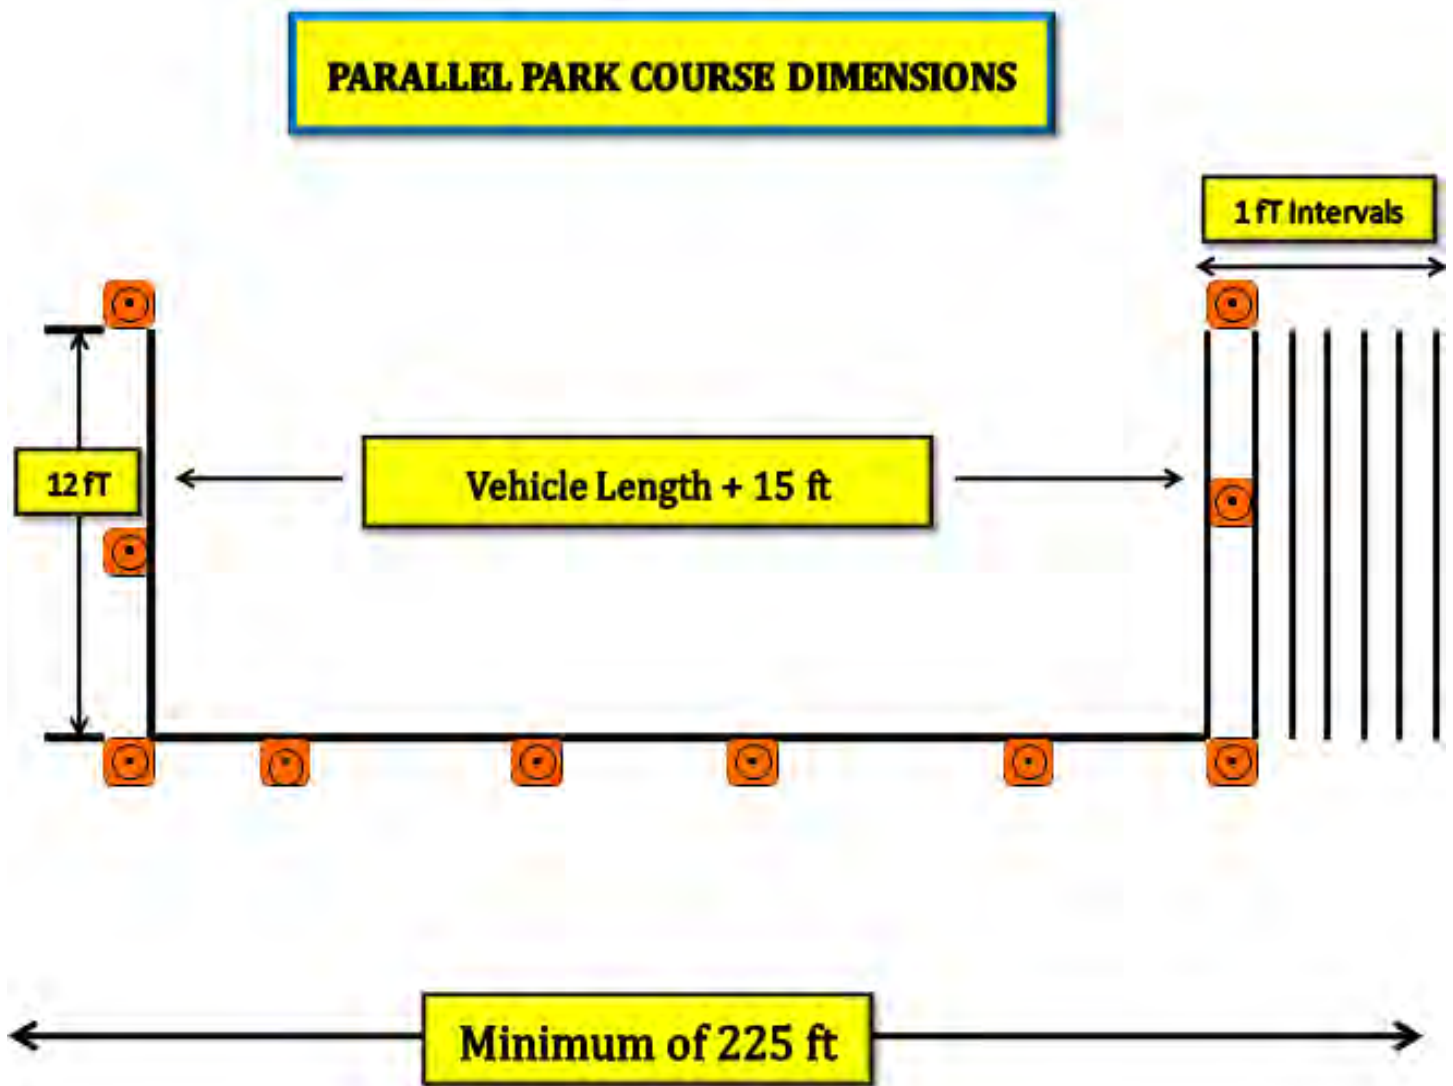 PARALLEL PARK COURSE DIMENSIONS
1 fT Intervals
12 fT
Vehicle Length + 15 ft
Minimum of 225 ft